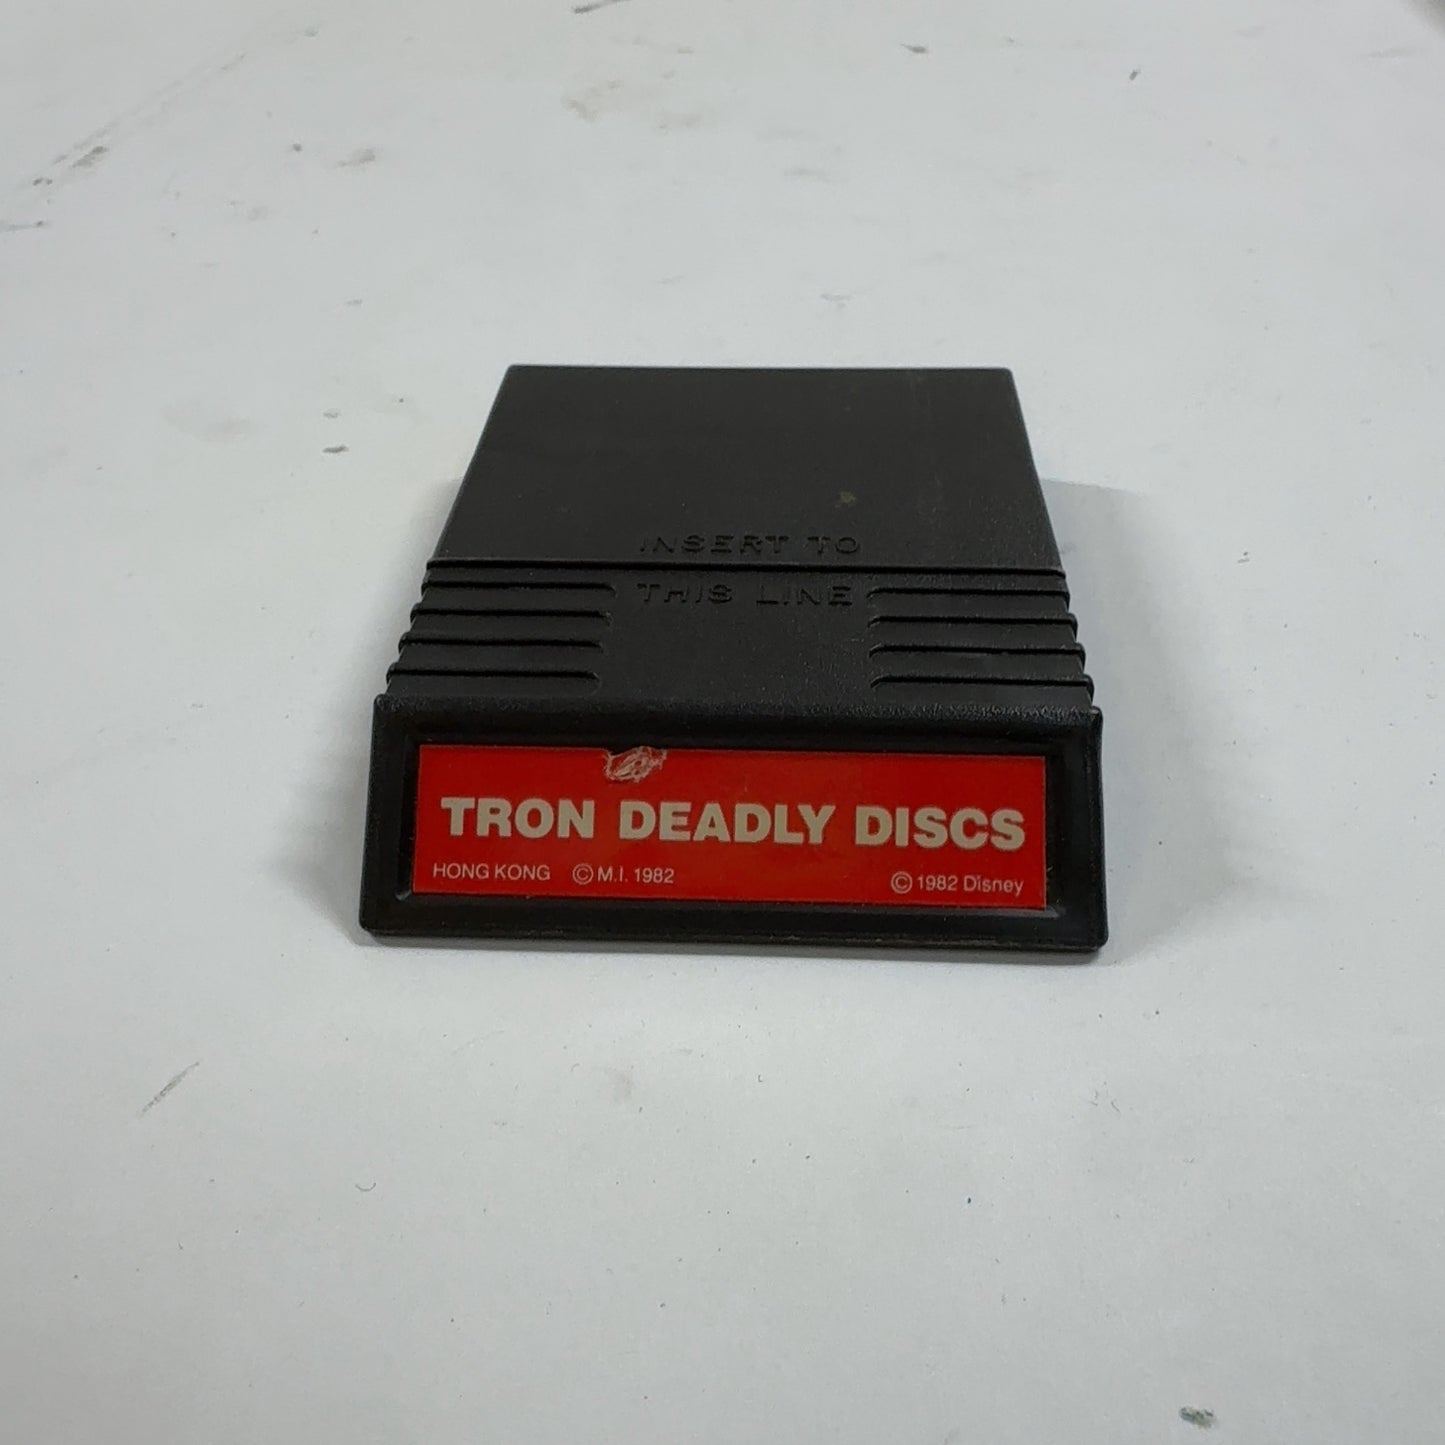 INSERT TO
THIS LINE
TRON DEADLY DISCS
HONG KONG © M.I. 1982 © 1982 Disney